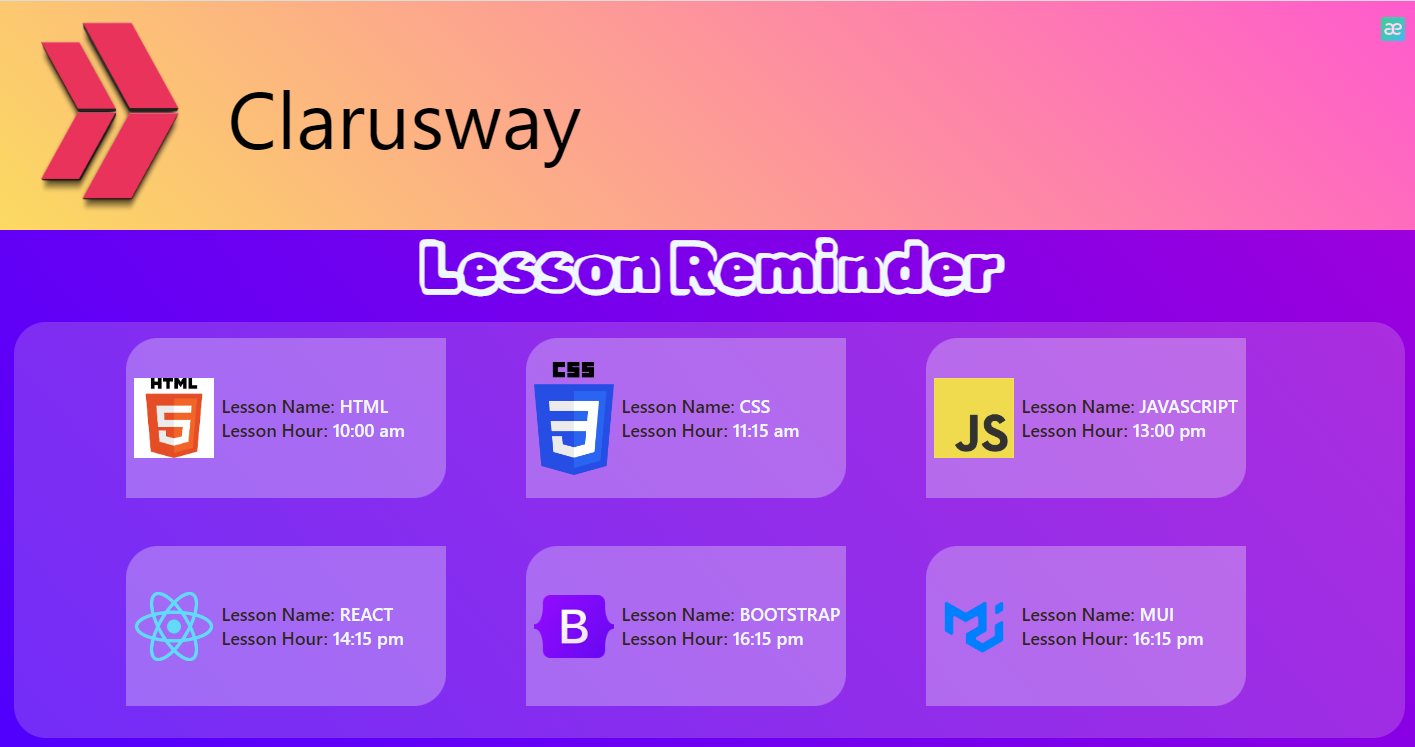 æ
Clarusway
Lesson Reminder
HTML
Lesson Name: HTML
Lesson Hour: 10:00 am
CSS
Lesson Name: CSS
Lesson Hour: 11:15 am
JS
Lesson Name: JAVASCRIPT
Lesson Hour: 13:00 pm
Lesson Name: REACT
Lesson Hour: 14:15 pm
B
Lesson Name: BOOTSTRAP
Lesson Hour: 16:15 pm
Lesson Name: MUI
Lesson Hour: 16:15 pm